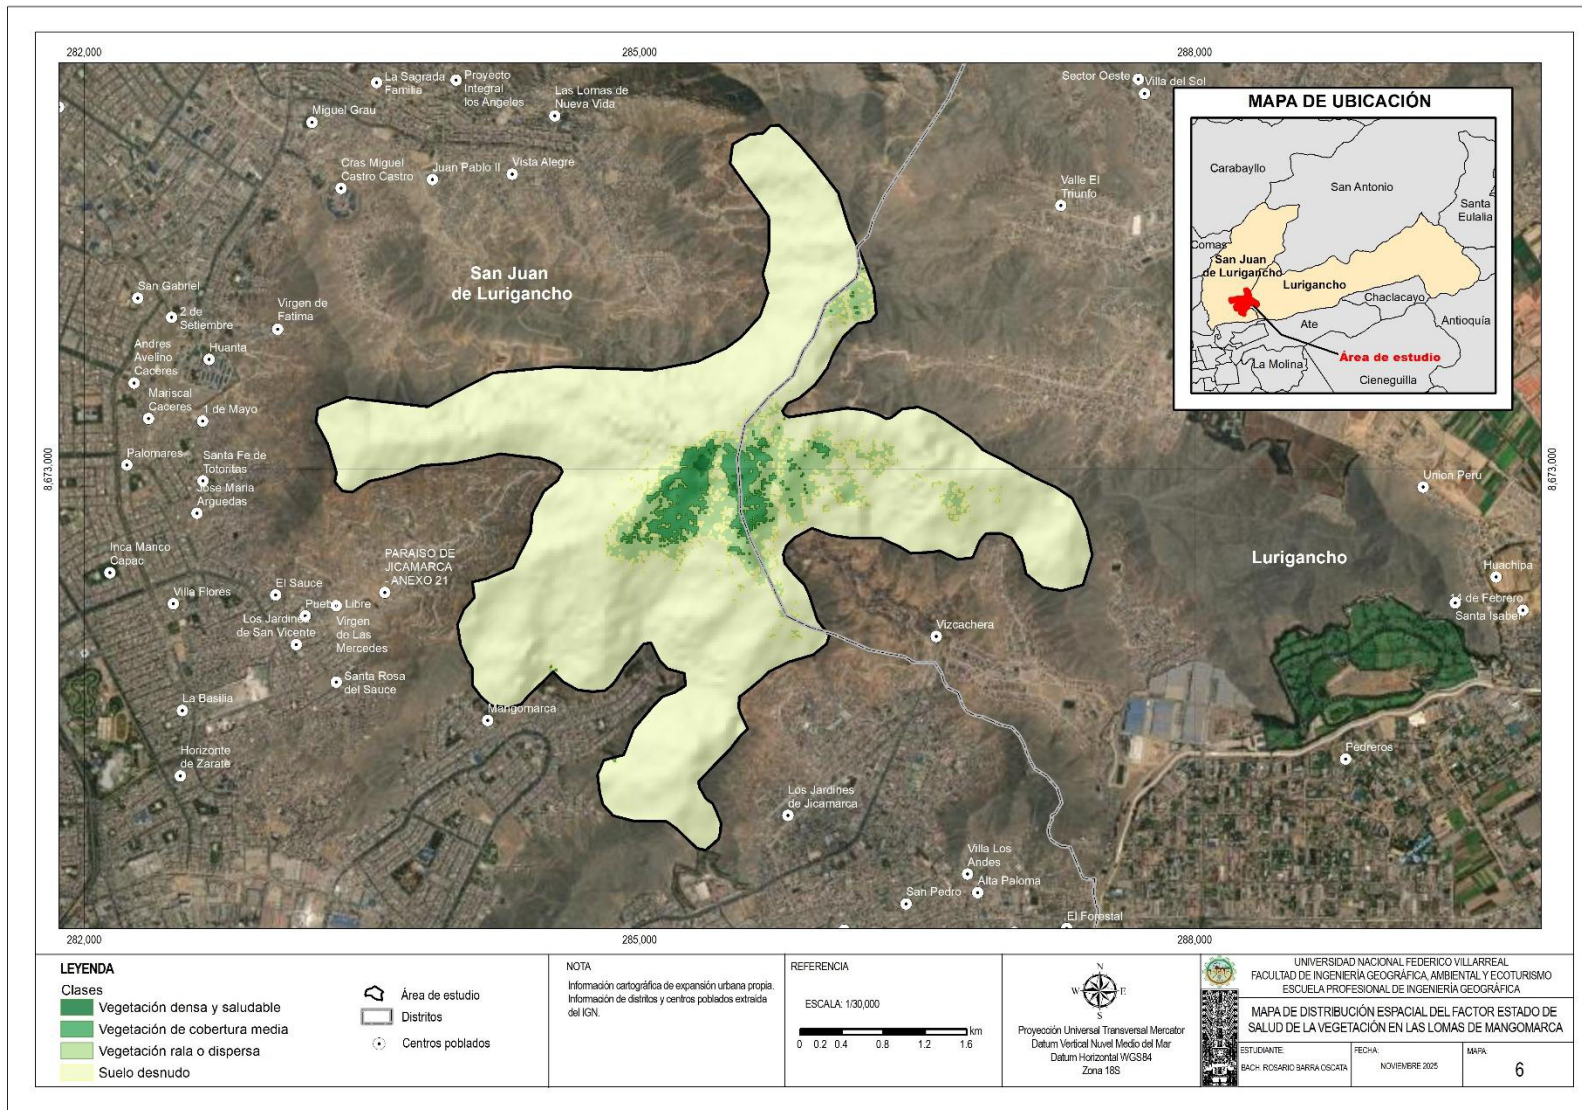 282,000
285,000
288,000
La Sagrada
Familia
Proyecto
Integral
los Angeles
Las Lomas de
Nueva Vida
Miguel Grau
Cras Miguel
Castro Castro
Juan Pablo II
Vista Alegre
Sector Oeste
Villa del Sol
Valle El
Triunfo
San Juan
de Lurigancho
San Gabriel
2 de
Setiembre
Virgen de
Fatima
Huanta
Andres
Avelino
Caceres
Mariscal
Caceres
1 de Mayo
Palomares
Santa Fe de
Totoritas
Jose Maria
Arguedas
8,673,000
8,673,000
Union Peru
Inca Manco
Capac
PARAISO DE
JICAMARCA
- ANEXO 21
El Sauce
Villa Flores
Pueblo Libre
Los Jardines
de San Vicente
Virgen
de Las
Mercedes
Santa Rosa
del Sauce
La Basilia
Mangomarca
Horizonte
de Zarate
Vizcachera
Lurigancho
Huachipa
14 de Febrero
Santa Isabel
Pedreros
Los Jardines
de Jicamarca
Villa Los
Andes
Alta Paloma
San Pedro
El Forestal
MAPA DE UBICACIÓN
Carabayllo
San Antonio
Santa
Eulalia
Comas
San Juan
de Lurigancho
Lurigancho
Chaclacayo
Ate
Antioquía
Área de estudio
La Molina
Cieneguilla
282,000
285,000
288,000
LEYENDA
Clases
Vegetación densa y saludable
Vegetación de cobertura media
Vegetación rala o dispersa
Suelo desnudo
Área de estudio
Distritos
Centros poblados
NOTA
Información cartográfica de expansión urbana propia.
Información de distritos y centros poblados extraida
del IGN.
REFERENCIA
ESCALA: 1/30,000
km
0 0.2 0.4 0.8 1.2 1.6
N
W E
S
Proyección Universal Transversal Mercator
Datum Vertical Nuvel Medio del Mar
Datum Horizontal WGS84
Zona 18S
UNIVERSIDAD NACIONAL FEDERICO VILLARREAL
FACULTAD DE INGENIERÍA GEOGRÁFICA, AMBIENTAL Y ECOTURISMO
ESCUELA PROFESIONAL DE INGENIERÍA GEOGRÁFICA
MAPA DE DISTRIBUCIÓN ESPACIAL DEL FACTOR ESTADO DE
SALUD DE LA VEGETACIÓN EN LAS LOMAS DE MANGOMARCA
ESTUDIANTE:
BACH. ROSARIO BARRA OSCATA
FECHA:
NOVIEMBRE 2025
MAPA:
6